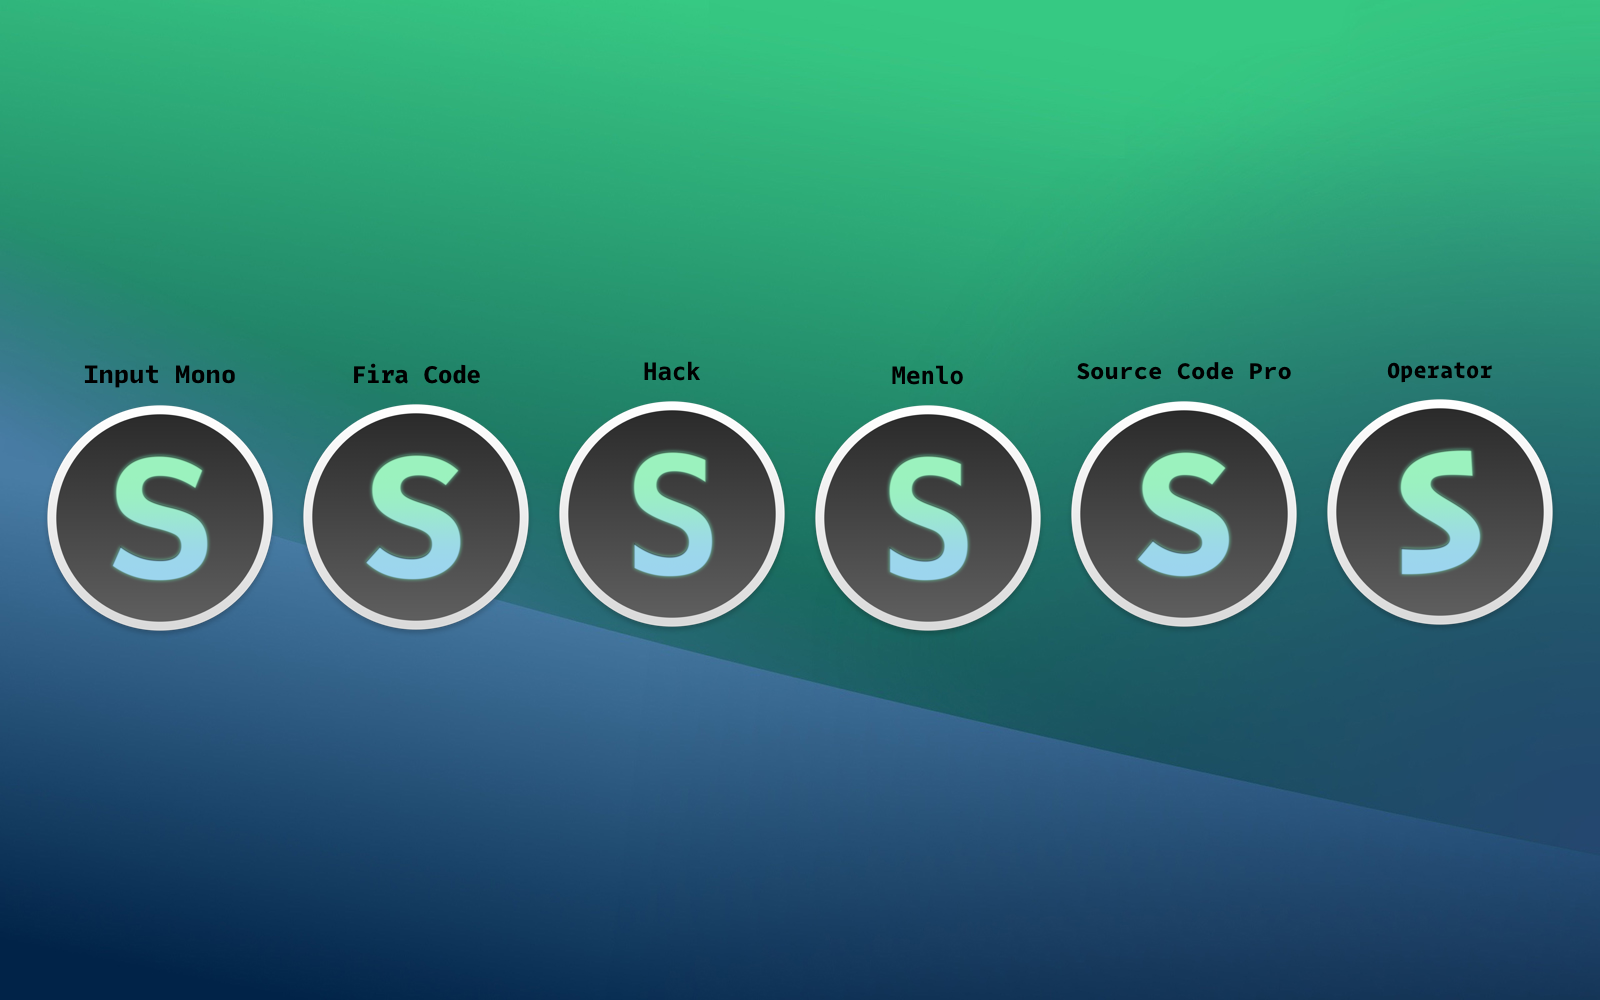 Input Mono
Fira Code
Hack
Menlo
Source Code Pro
Operator
S
S
S
S
S
S